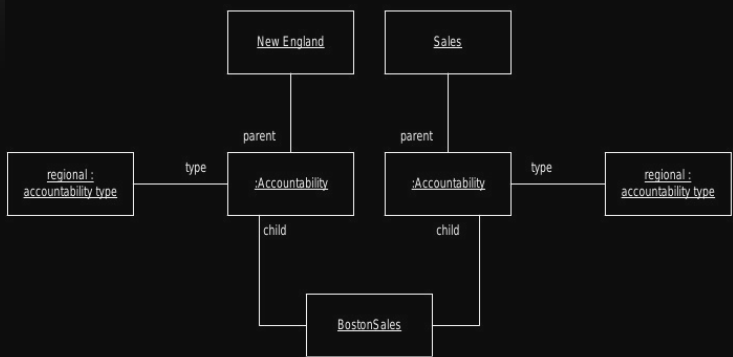 New England
Sales
parent
parent
regional :
accountability type
type
:Accountability
:Accountability
type
regional :
accountability type
child
child
BostonSales